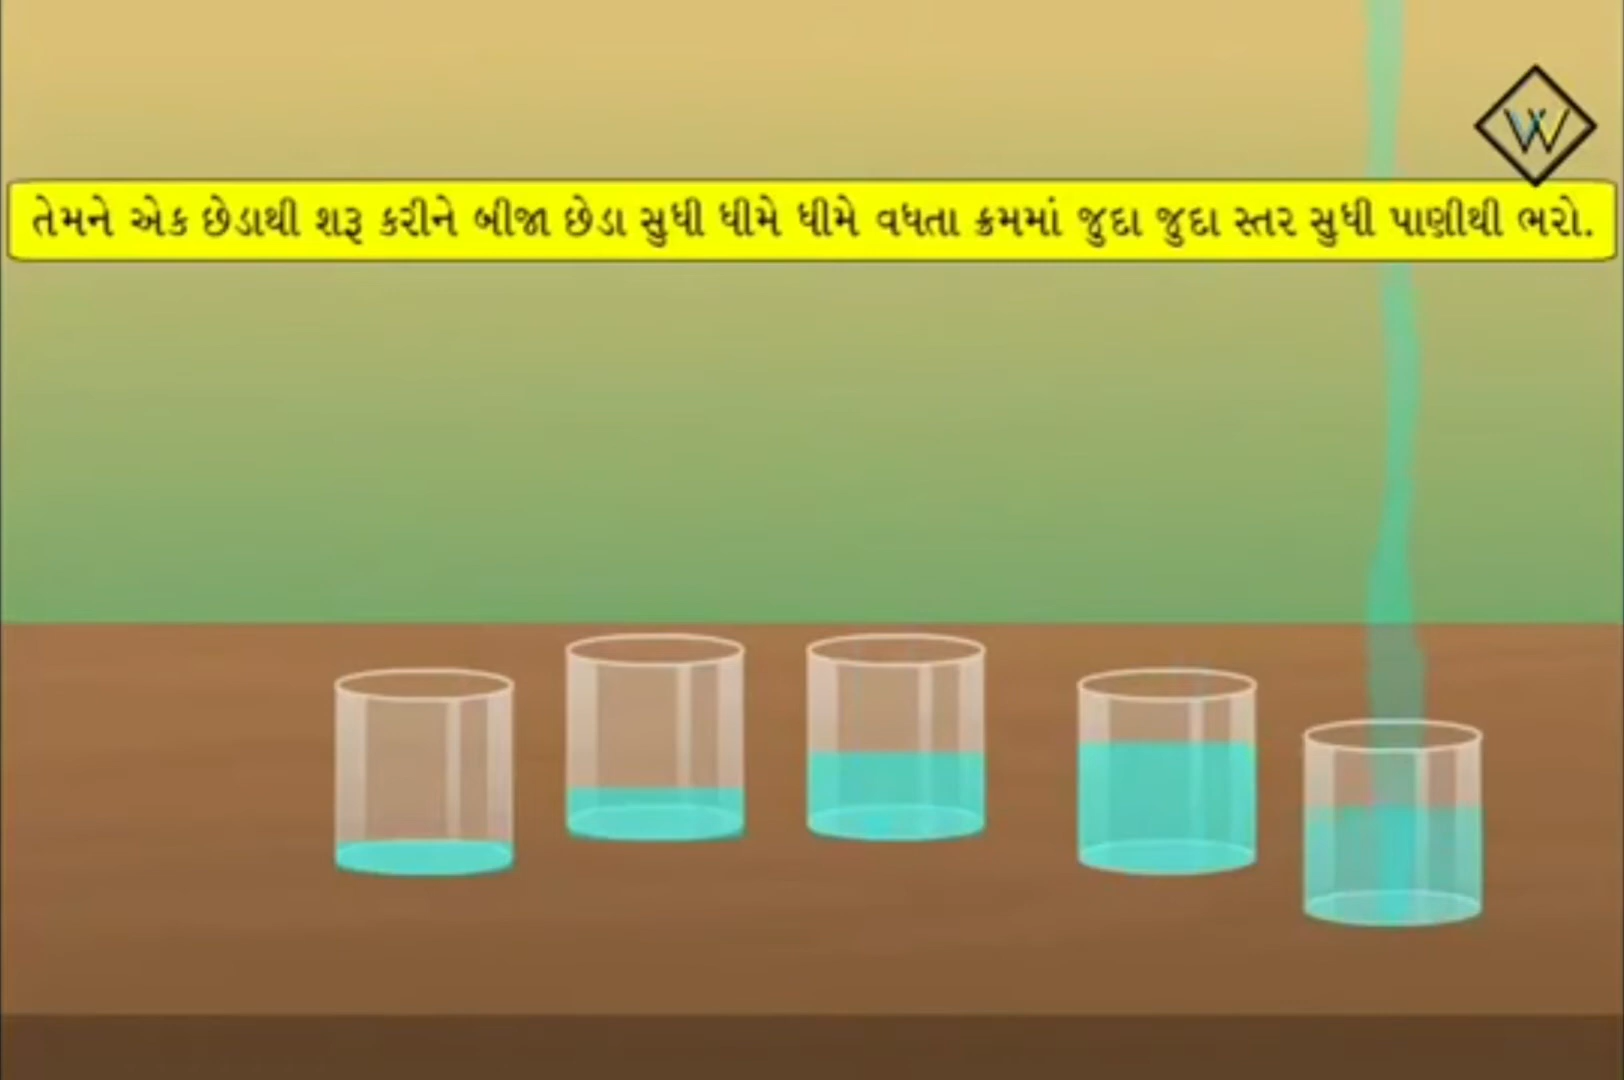 તેમને એક છેડાથી શરૂ કરીને બીજા છેડા સુધી ધીમે ધીમે વધતા ક્રમમાં જુદા જુદા સ્તર સુધી પાણીથી ભરો.